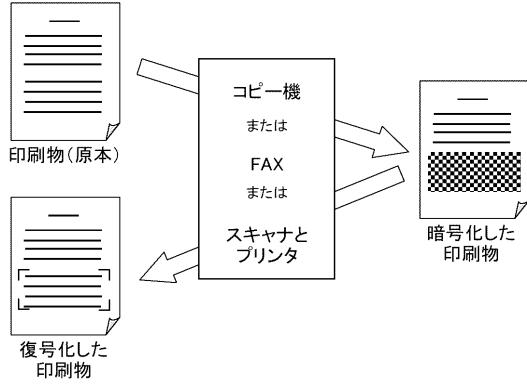 印刷物(原本)
コピー機
または
FAX
または
スキャナと
プリンタ
暗号化した
印刷物
復号化した
印刷物